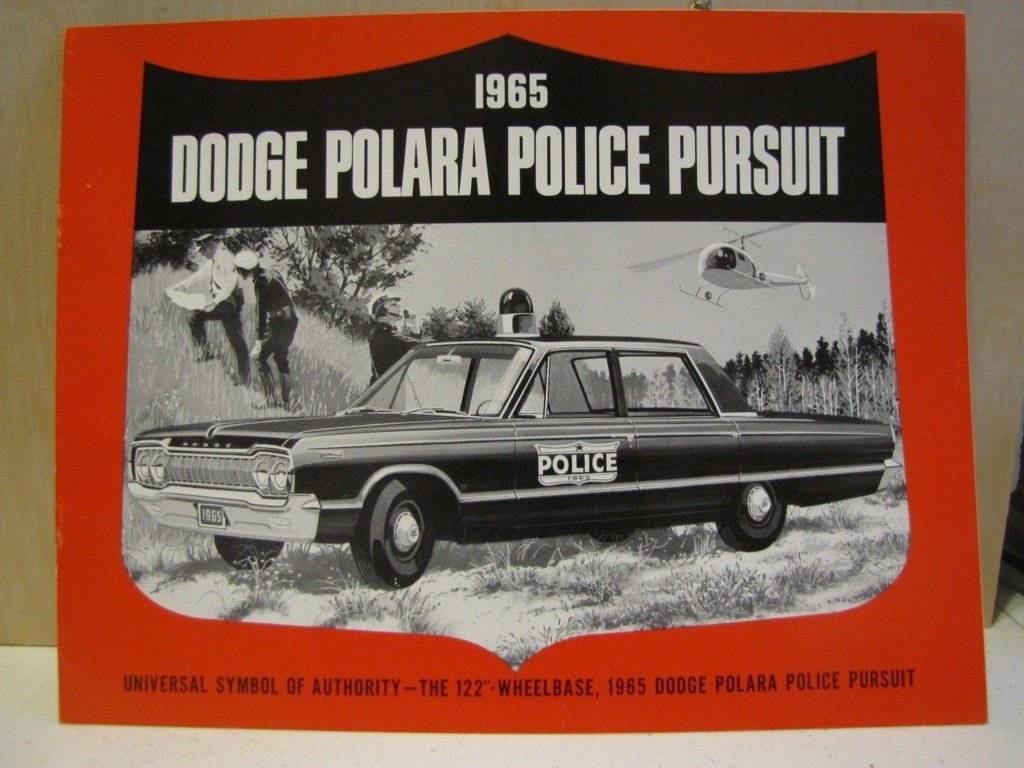 1965
DODGE POLARA POLICE PURSUIT
DODGE
POLICE
1965
1965
UNIVERSAL SYMBOL OF AUTHORITY—THE 122" WHEELBASE, 1965 DODGE POLARA POLICE PURSUIT